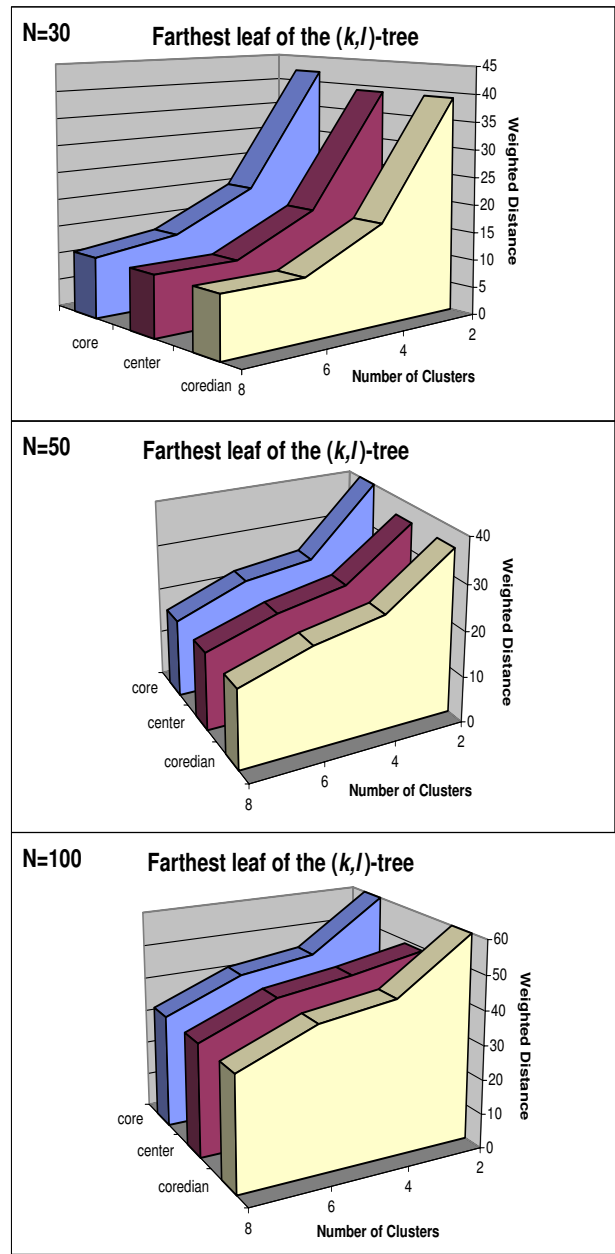 N=30 Farthest leaf of the (k,l)-tree
45
40
35
30
25
20
15
10
5
0
Weighted Distance
core
center
coredian
8
6
4
2
Number of Clusters
N=50 Farthest leaf of the (k,l)-tree
40
30
20
10
0
Weighted Distance
core
center
coredian
8
6
4
2
Number of Clusters
N=100 Farthest leaf of the (k,l)-tree
60
50
40
30
20
10
0
Weighted Distance
core
center
coredian
8
6
4
2
Number of Clusters